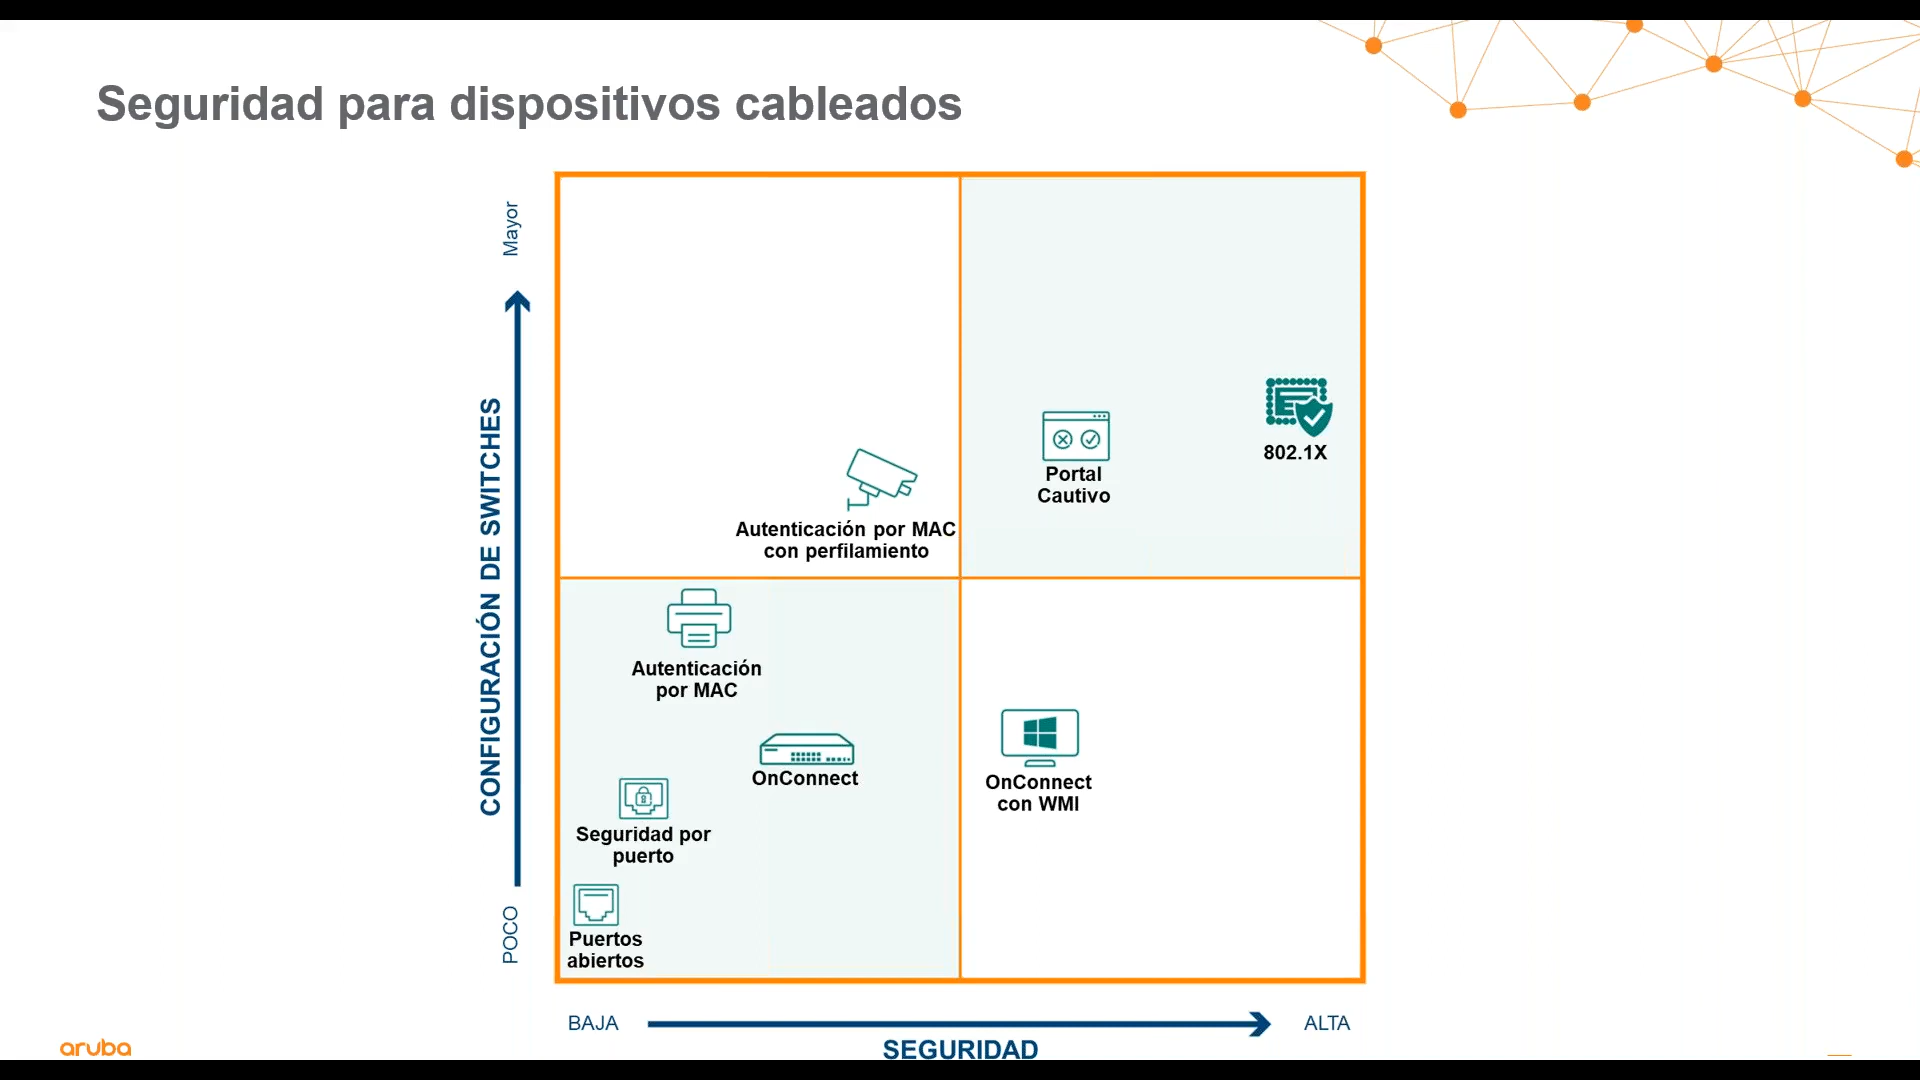 Seguridad para dispositivos cableados
Mayor
CONFIGURACIÓN DE SWITCHES
POCO
802.1X
Portal
Cautivo
Autenticación por MAC
con perfilamiento
Autenticación
por MAC
OnConnect
OnConnect
con WMI
Seguridad por
puerto
Puertos
abiertos
BAJA
ALTA
SEGURIDAD
aruba